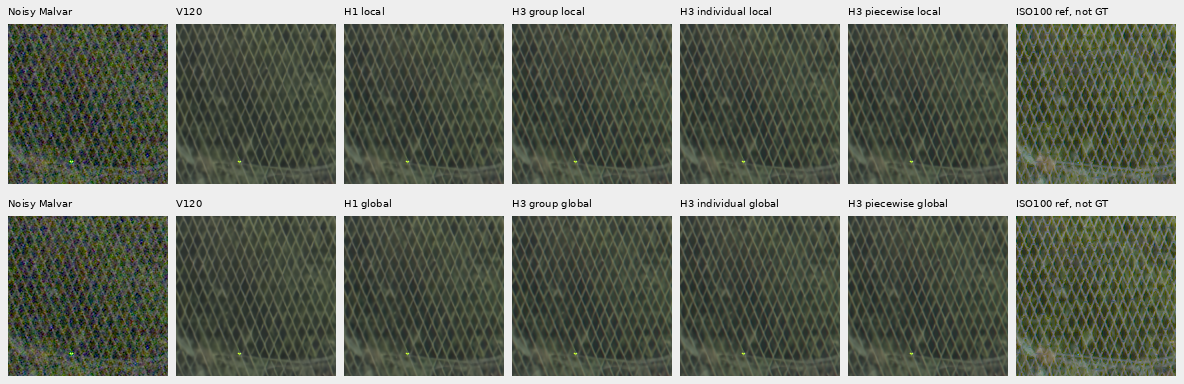 Noisy Malvar V120 H1 local H3 group local H3 individual local H3 piecewise local ISO100 ref, not GT
Noisy Malvar V120 H1 global H3 group global H3 individual global H3 piecewise global ISO100 ref, not GT